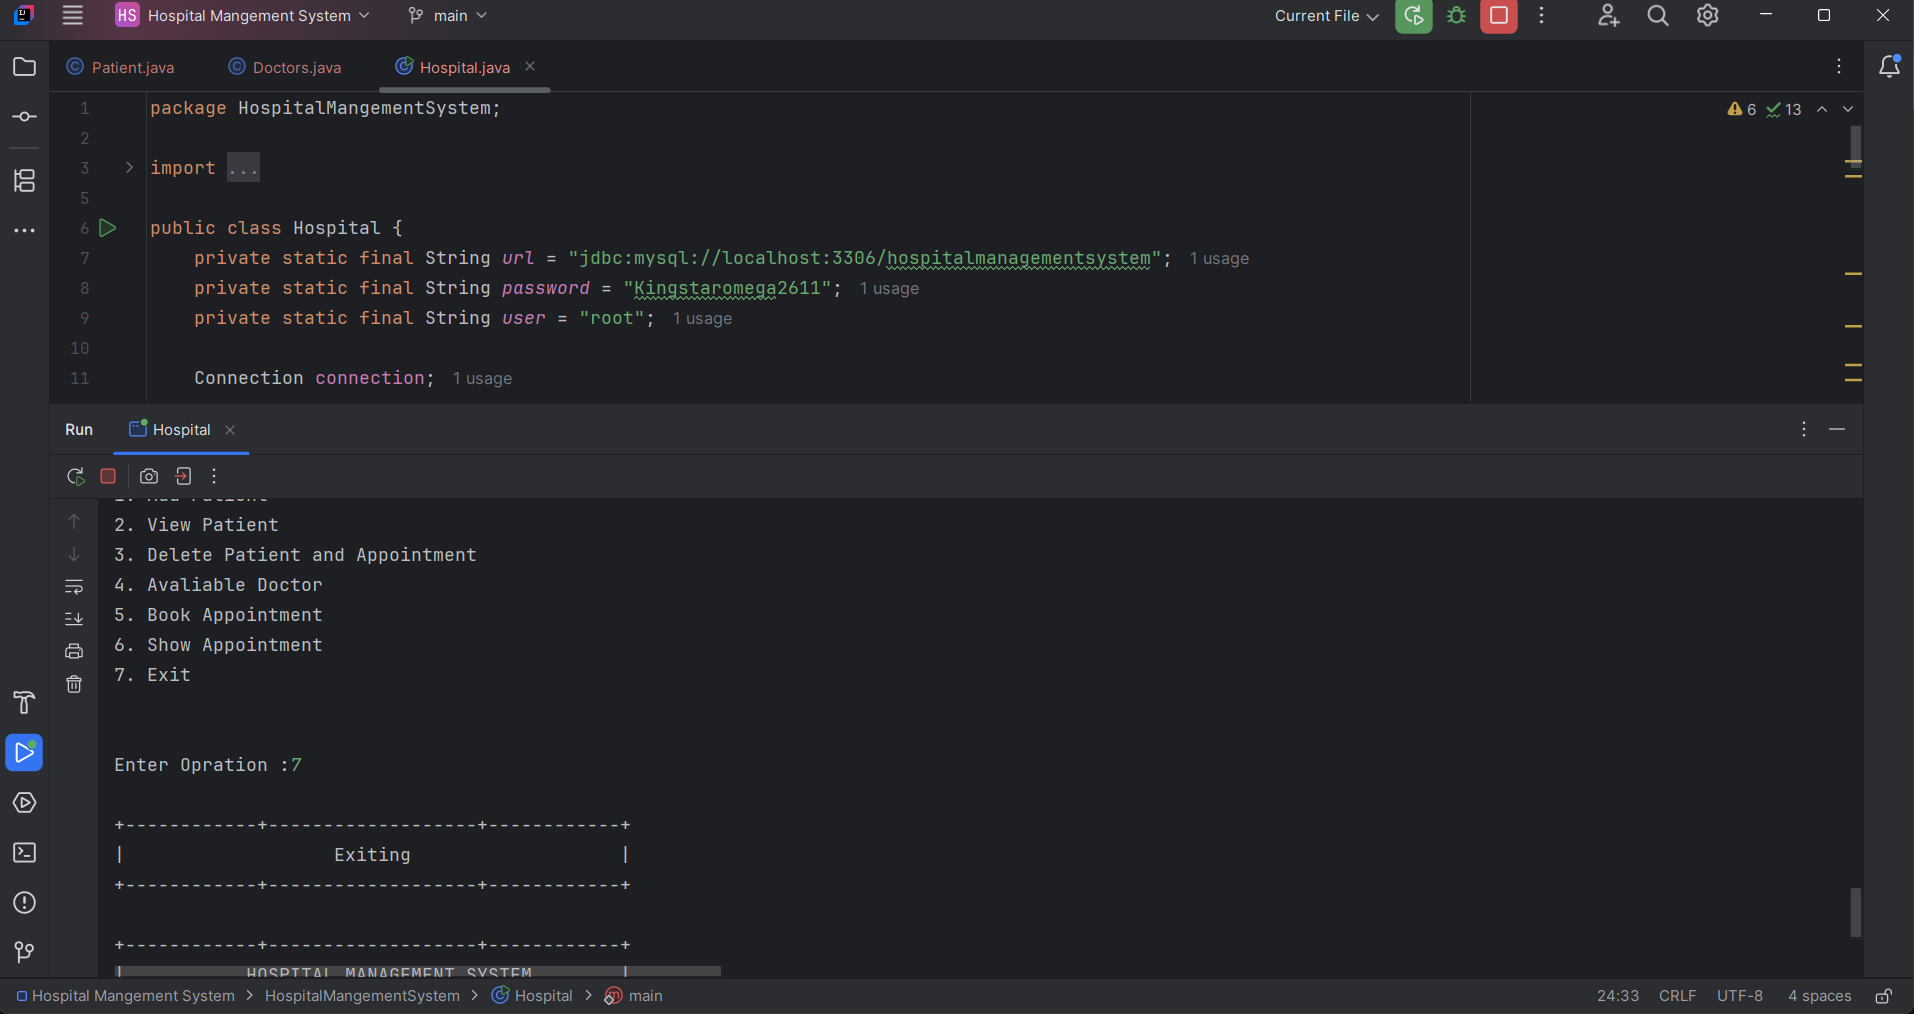 HS Hospital Mangement System main Current File
Patient.java Doctors.java Hospital.java
1 package HospitalMangementSystem;
6 13
2
3 import ...
5
6 public class Hospital {
7 private static final String url = "jdbc:mysql://localhost:3306/hospitalmanagementsystem"; 1 usage
8 private static final String password = "Kingstaromega2611"; 1 usage
9 private static final String user = "root"; 1 usage
10
11 Connection connection; 1 usage
Run Hospital
1. Add Patient
2. View Patient
3. Delete Patient and Appointment
4. Avaliable Doctor
5. Book Appointment
6. Show Appointment
7. Exit
Enter Opration :7
+------------+-------------------+------------+
| Exiting |
+------------+-------------------+------------+
+------------+-------------------+------------+
| HOSPITAL MANAGEMENT SYSTEM |
Hospital Mangement System > HospitalMangementSystem > Hospital > main 24:33 CRLF UTF-8 4 spaces